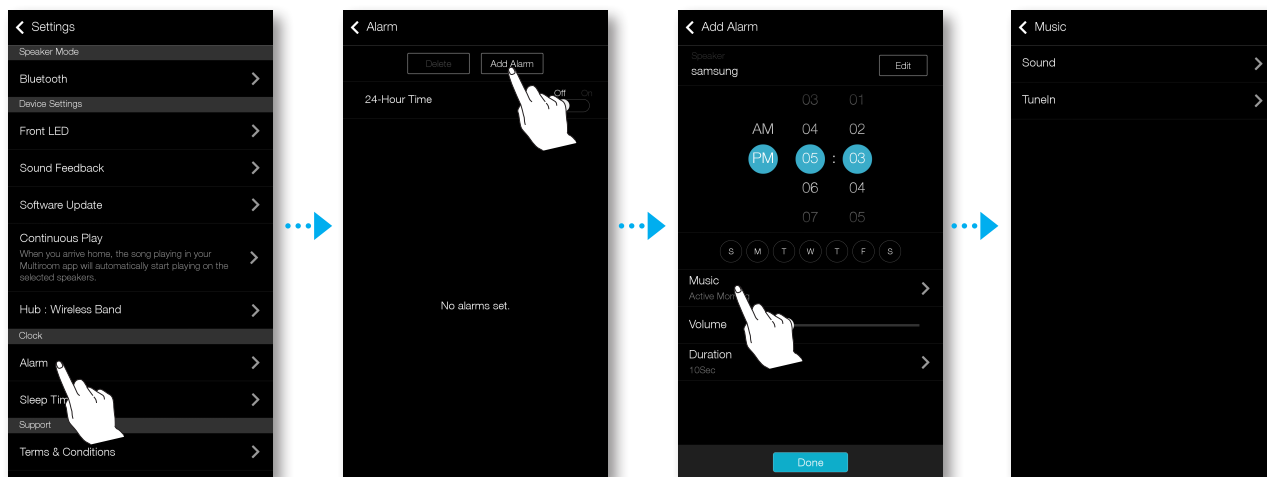 Settings
Speaker Mode
Bluetooth
Device Settings
Front LED
Sound Feedback
Software Update
Continuous Play
When you arrive home, the song playing in your
Multiroom app will automatically start playing on the
selected speakers.
Hub : Wireless Band
Clock
Alarm
Sleep Tim
Support
Terms & Conditions
Alarm
Delete
Add Alarm
24-Hour Time
Off On
No alarms set.
Add Alarm
Speaker
samsung
Edit
03 01
AM 04 02
PM 05 : 03
06 04
07 05
S M T W T F S
Music
Active Mor
Volume
Duration
10Sec
Done
Music
Sound
TuneIn